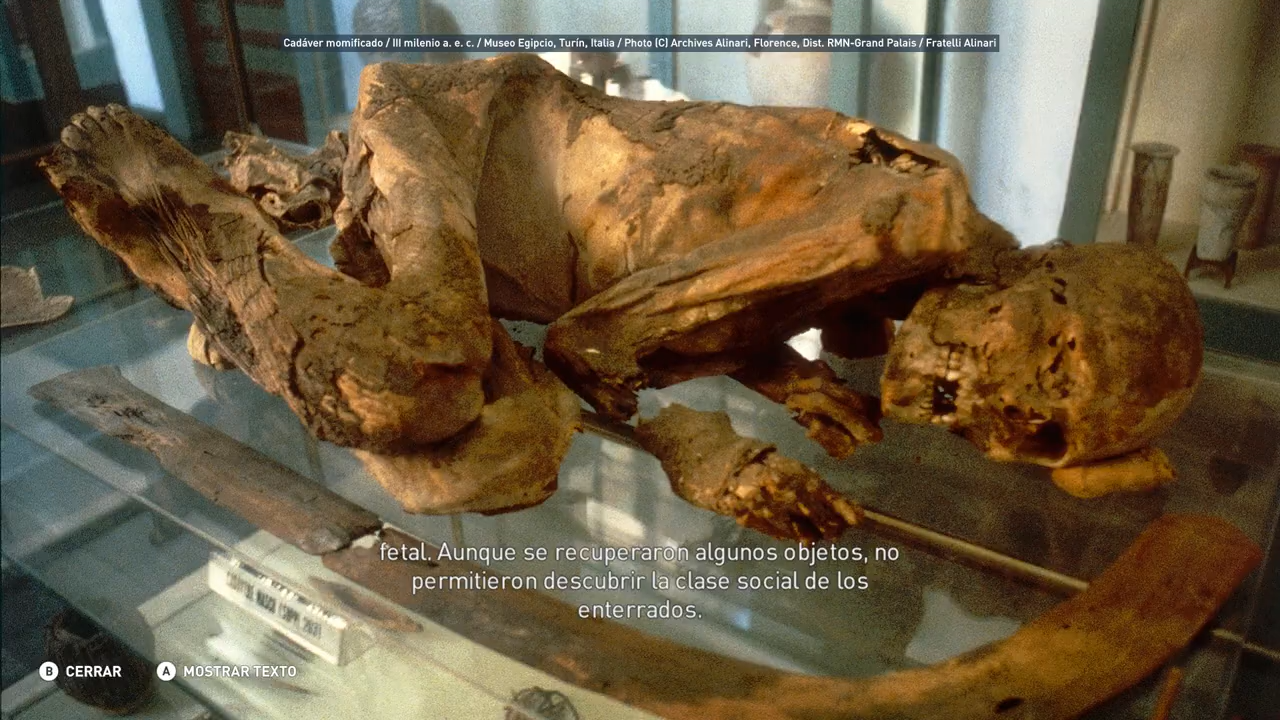 Cadáver momificado / III milenio a. e. c. / Museo Egipcio, Turín, Italia / Photo (C) Archives Alinari, Florence, Dist. RMN-Grand Palais / Fratelli Alinari
fetal. Aunque se recuperaron algunos objetos, no
permitieron descubrir la clase social de los
enterrados.
B CERRAR A MOSTRAR TEXTO